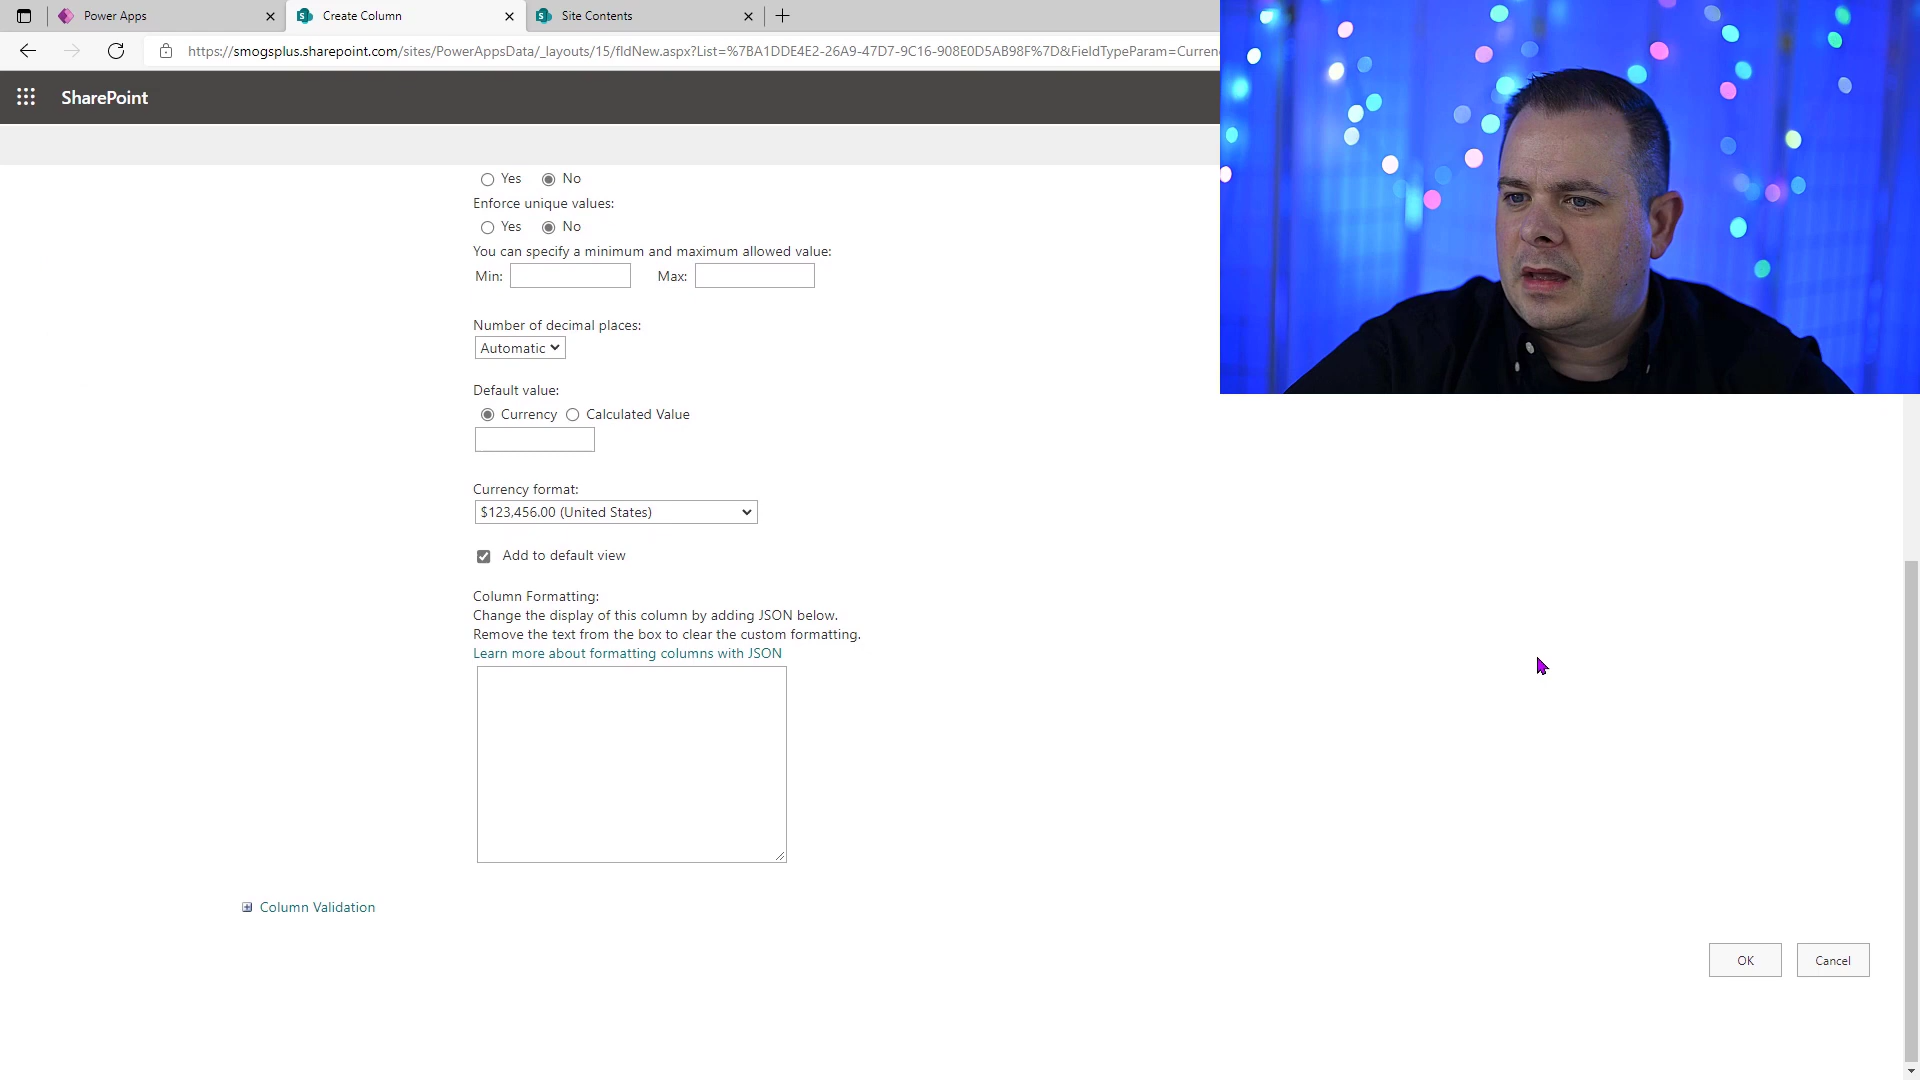 Power Apps
Create Column
Site Contents
https://smogsplus.sharepoint.com/sites/PowerAppsData/_layouts/15/fldNew.aspx?List=%7BA1DDE4E2-26A9-47D7-9C16-908E0D5AB98F%7D&FieldTypeParam=Curren
SharePoint
Yes No
Enforce unique values:
Yes No
You can specify a minimum and maximum allowed value:
Min: Max:
Number of decimal places:
Automatic
Default value:
Currency Calculated Value
Currency format:
$123,456.00 (United States)
Add to default view
Column Formatting:
Change the display of this column by adding JSON below.
Remove the text from the box to clear the custom formatting.
Learn more about formatting columns with JSON
Column Validation
OK Cancel